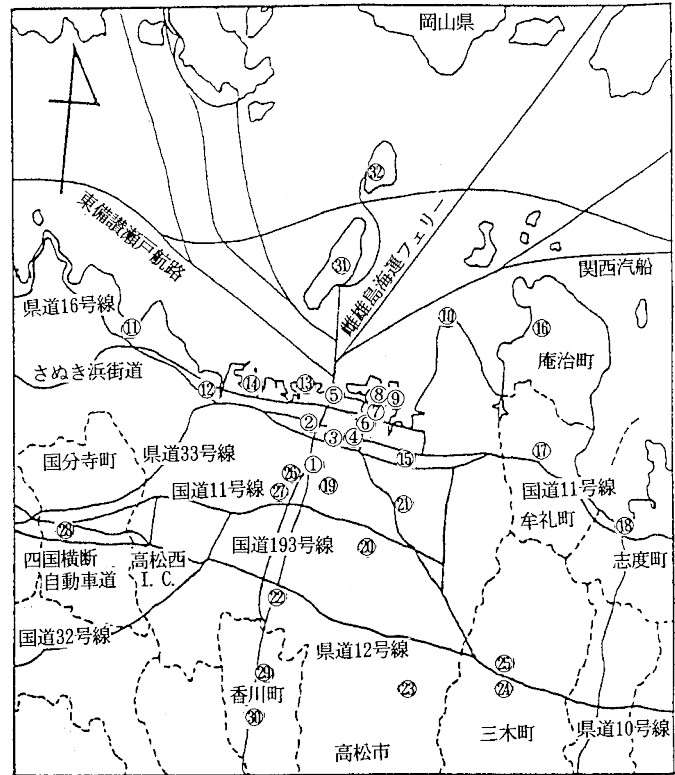 岡山県
㉜
東備讃瀬戸航路
雌雄島海運フェリー
㉛
関西汽船
県道16号線
⑪
⑩
⑯
庵治町
さぬき浜街道
⑫
⑭
⑬
⑤
⑧
⑨
⑦
②
⑥
③
④
県道33号線
国分寺町
⑮
⑰
①
国道11号線
㉖
㉗
⑲
国道11号線
㉑
牟礼町
⑱
㉘
四国横断
自動車道
高松西
I.C.
国道193号線
⑳
志度町
㉒
国道32号線
県道12号線
㉕
㉙
香川町
㉓
㉔
㉚
三木町
県道10号線
高松市